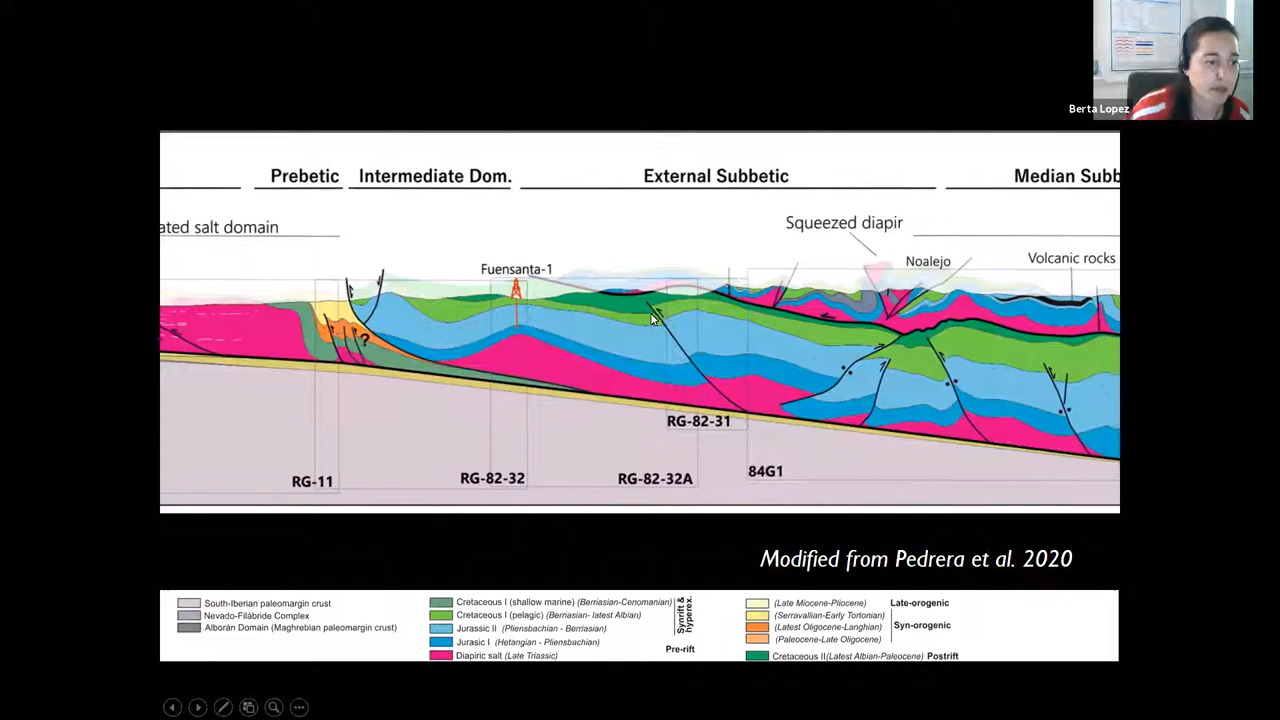 Berta Lopez
Prebetic Intermediate Dom. External Subbetic Median Subb
ated salt domain
Squeezed diapir
Fuensanta-1
Noalejo
Volcanic rocks
?
RG-82-31
84G1
RG-11
RG-82-32
RG-82-32A
Modified from Pedrera et al. 2020
South-Iberian paleomargin crust
Nevado-Filábride Complex
Alborán Domain (Maghrebian paleomargin crust)
Cretaceous I (shallow marine) (Berriasian-Cenomanian)
Cretaceous I (pelagic) (Berriasian- latest Albian)
Jurassic II (Pliensbachian - Berriasian)
Jurasic I (Hetangian - Pliensbachian)
Diapiric salt (Late Triassic)
Synrift &
hyperex.
Pre-rift
(Late Miocene-Pliocene) Late-orogenic
(Serravallian-Early Tortonian)
(Latest Oligocene-Langhian)
Syn-orogenic
(Paleocene-Late Oligocene)
Cretaceous II(Latest Albian-Paleocene) Postrift